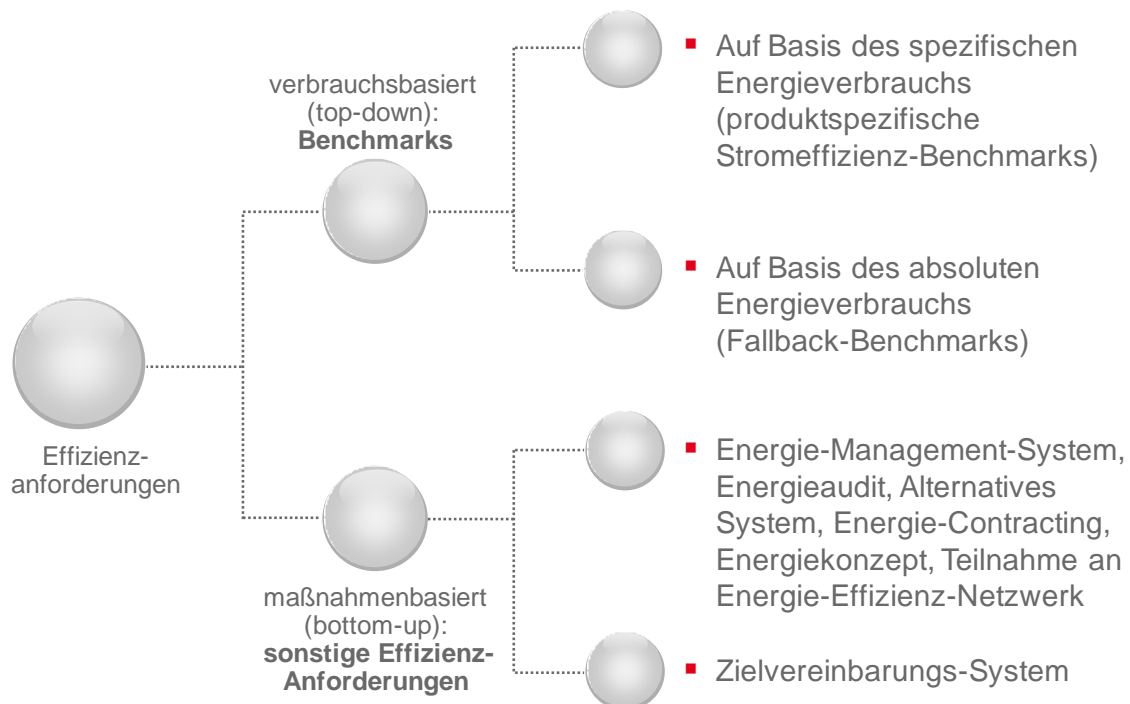 Effizienz-
anforderungen
verbrauchsbasiert
(top-down):
Benchmarks
Auf Basis des spezifischen
Energieverbrauchs
(produktspezifische
Stromeffizienz-Benchmarks)
Auf Basis des absoluten
Energieverbrauchs
(Fallback-Benchmarks)
maßnahmenbasiert
(bottom-up):
sonstige Effizienz-
Anforderungen
Energie-Management-System,
Energieaudit, Alternatives
System, Energie-Contracting,
Energiekonzept, Teilnahme an
Energie-Effizienz-Netzwerk
Zielvereinbarungs-System